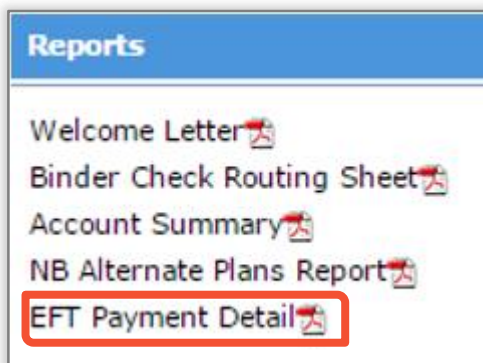 Reports
Welcome Letter
Binder Check Routing Sheet
Account Summary
NB Alternate Plans Report
EFT Payment Detail